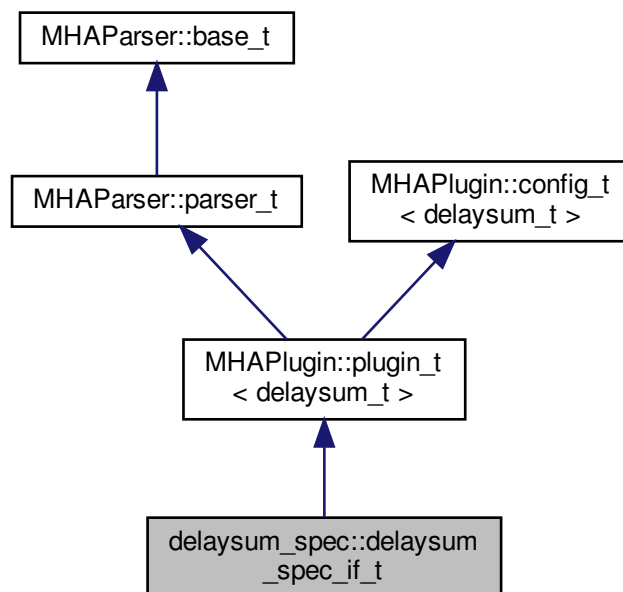 MHAParser::base_t
MHAParser::parser_t
MHAPlugin::config_t
< delaysum_t >
MHAPlugin::plugin_t
< delaysum_t >
delaysum_spec::delaysum
_spec_if_t